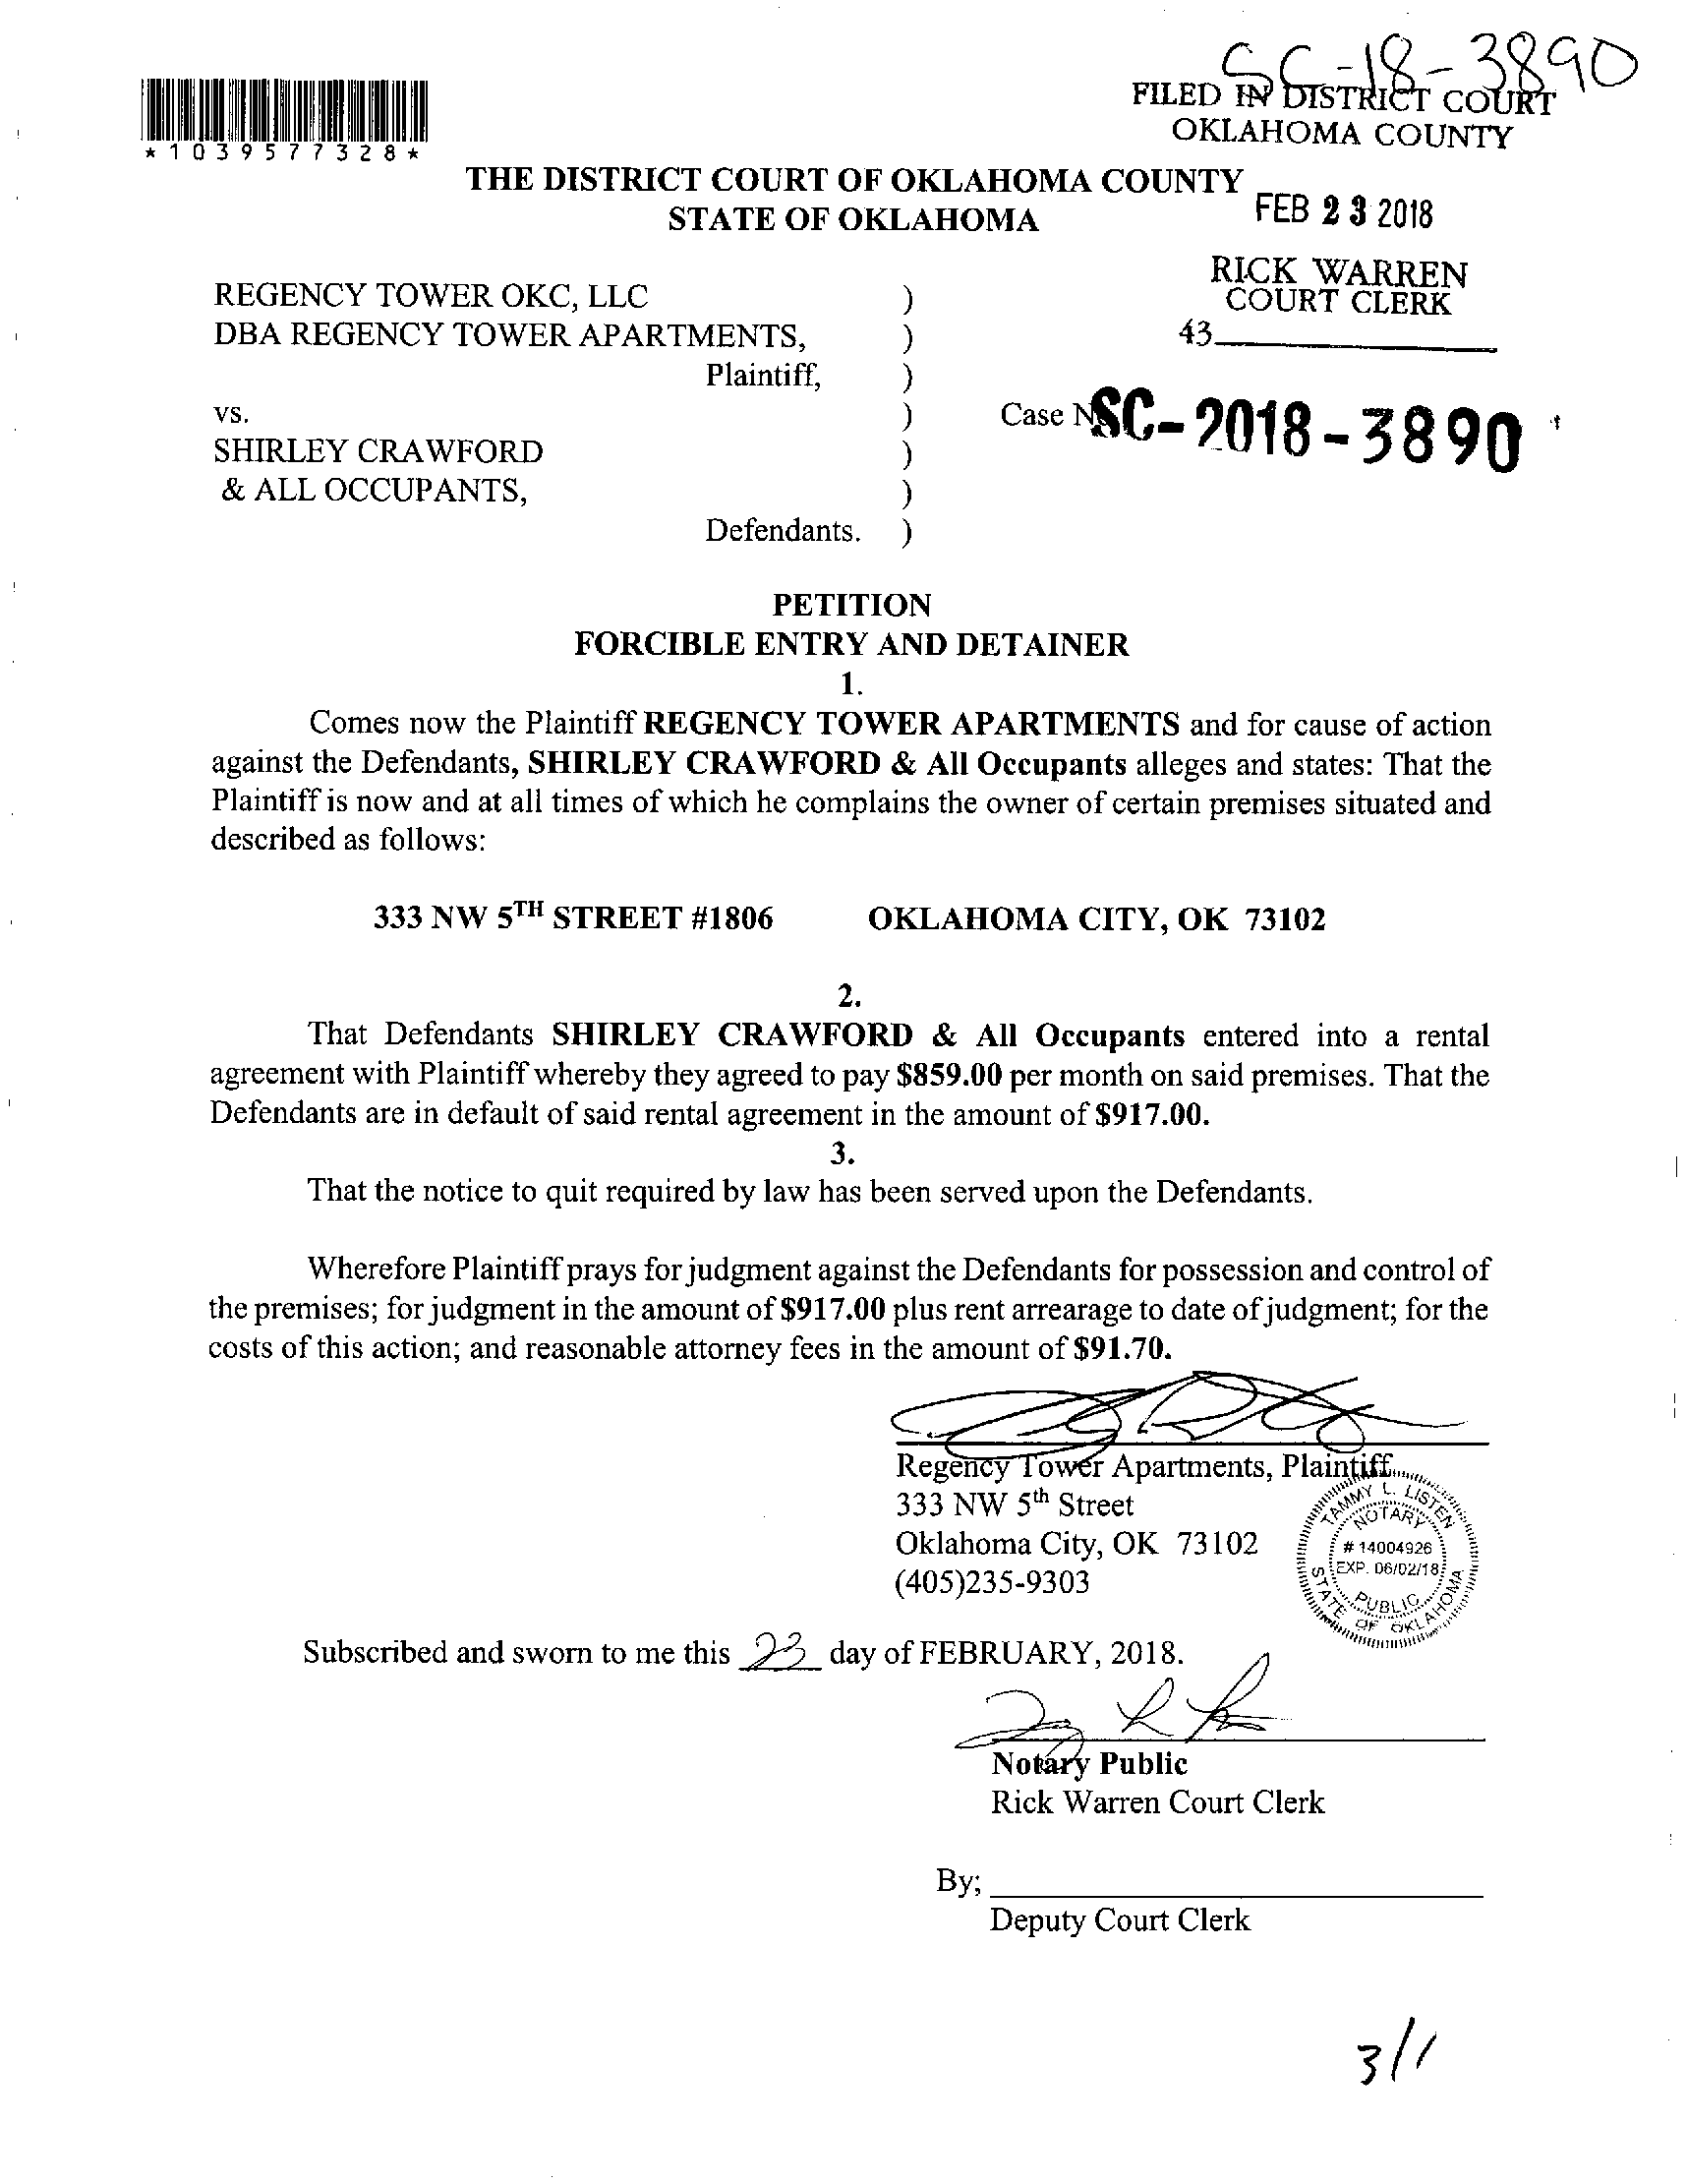 SC-18-3890
FILED IN DISTRICT COURT
OKLAHOMA COUNTY
*1039577328*
THE DISTRICT COURT OF OKLAHOMA COUNTY
STATE OF OKLAHOMA
FEB 23 2018
RICK WARREN
COURT CLERK
43
REGENCY TOWER OKC, LLC )
DBA REGENCY TOWER APARTMENTS, )
Plaintiff, )
vs. )
Case N SC-2018-3890
SHIRLEY CRAWFORD )
& ALL OCCUPANTS, )
Defendants. )
PETITION
FORCIBLE ENTRY AND DETAINER
1.
Comes now the Plaintiff REGENCY TOWER APARTMENTS and for cause of action
against the Defendants, SHIRLEY CRAWFORD & All Occupants alleges and states: That the
Plaintiff is now and at all times of which he complains the owner of certain premises situated and
described as follows:
333 NW 5TH STREET #1806 OKLAHOMA CITY, OK 73102
2.
That Defendants SHIRLEY CRAWFORD & All Occupants entered into a rental
agreement with Plaintiff whereby they agreed to pay $859.00 per month on said premises. That the
Defendants are in default of said rental agreement in the amount of $917.00.
3.
That the notice to quit required by law has been served upon the Defendants.
Wherefore Plaintiff prays for judgment against the Defendants for possession and control of
the premises; for judgment in the amount of $917.00 plus rent arrearage to date of judgment; for the
costs of this action; and reasonable attorney fees in the amount of $91.70.
Regency Tower Apartments, Plaintiff
333 NW 5th Street
Oklahoma City, OK 73102
(405)235-9303
TAMMY L. LISTEN
NOTARY
# 14004926
EXP. 06/02/18
PUBLIC
STATE OF OKLAHOMA
Subscribed and sworn to me this 23 day of FEBRUARY, 2018.
Notary Public
Rick Warren Court Clerk
By;
Deputy Court Clerk
3/1